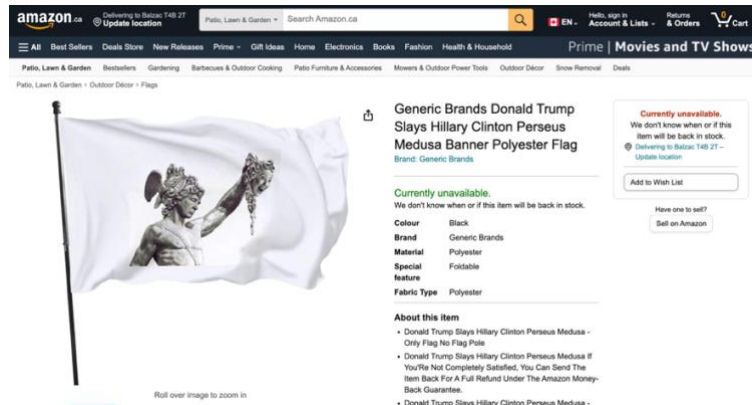 amazon.ca
Delivering to Balzac T4B 2T
Update location
Patio, Lawn & Garden
Search Amazon.ca
EN
Hello, sign in
Account & Lists
Returns
& Orders
0
Cart
All Best Sellers Deals Store New Releases Prime Gift Ideas Home Electronics Books Fashion Health & Household
Prime | Movies and TV Shows
Patio, Lawn & Garden Bestsellers Gardening Barbecues & Outdoor Cooking Patio Furniture & Accessories Mowers & Outdoor Power Tools Outdoor Décor Snow Removal Deals
Patio, Lawn & Garden › Outdoor Décor › Flags
Roll over image to zoom in
Generic Brands Donald Trump
Slays Hillary Clinton Perseus
Medusa Banner Polyester Flag
Brand: Generic Brands
Currently unavailable.
We don't know when or if this item will be back in stock.
Colour Black
Brand Generic Brands
Material Polyester
Special Foldable
feature
Fabric Type Polyester
About this item
• Donald Trump Slays Hillary Clinton Perseus Medusa -
Only Flag No Flag Pole
• Donald Trump Slays Hillary Clinton Perseus Medusa If
You'Re Not Completely Satisfied, You Can Send The
Item Back For A Full Refund Under The Amazon Money-
Back Guarantee.
• Donald Trump Slays Hillary Clinton Perseus Medusa -
Currently unavailable.
We don't know when or if this
item will be back in stock.
Delivering to Balzac T4B 2T –
Update location
Add to Wish List
Have one to sell?
Sell on Amazon